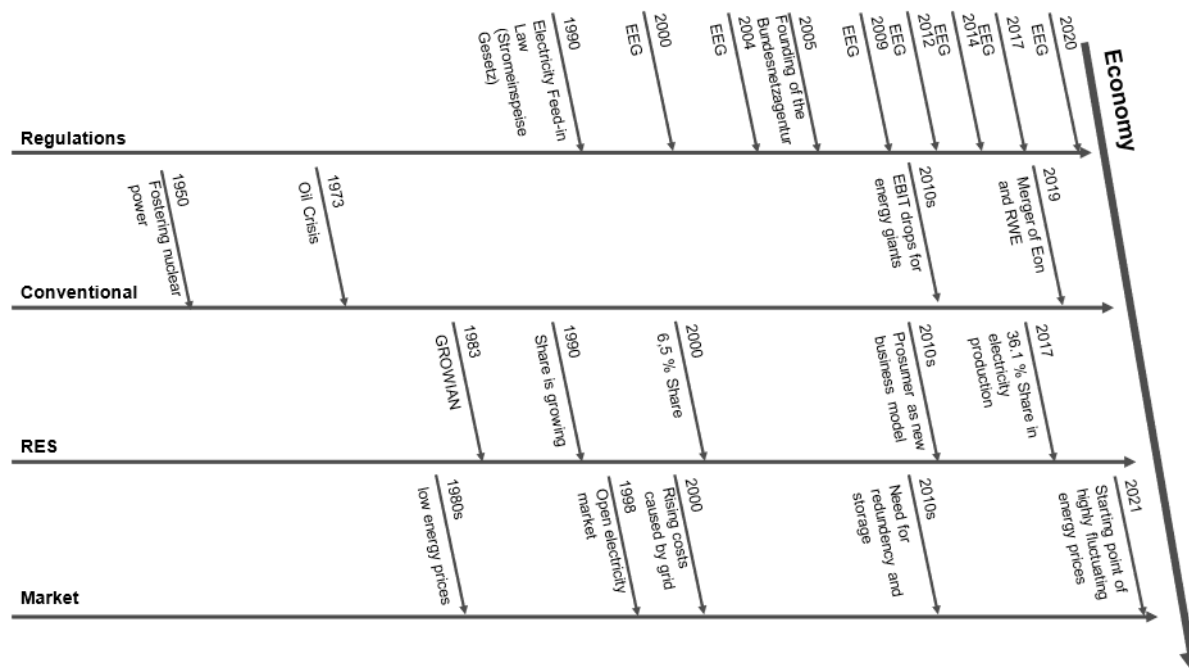 Economy
1990
Electricity Feed-in
Law
(Stromeinspeise
Gesetz)
2000
EEG
2004
EEG
2005
Founding of the
Bundesnetzagentur
2009
EEG
2012
EEG
2014
EEG
2017
EEG
2020
EEG
Regulations
1950
Fostering nuclear
power
1973
Oil Crisis
2010s
EBIT drops for
energy giants
2019
Merger of Eon
and RWE
Conventional
1983
GROWIAN
1990
Share is growing
2000
6,5 % Share
2010s
Prosumer as new
business model
2017
36.1 % Share in
electricity
production
RES
1980s
low energy prices
1998
Open electricity
market
2000
Rising costs
caused by grid
2010s
Need for
redundency and
storage
2021
Starting point of
highly fluctuating
energy prices
Market